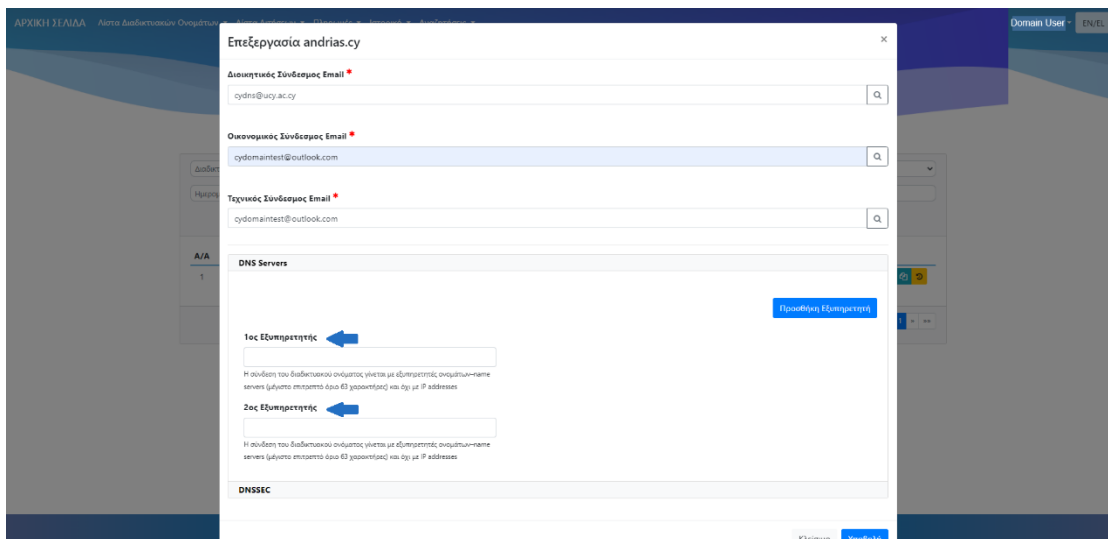 ΑΡΧΙΚΗ ΣΕΛΙΔΑ Λίστα Διαδικτυακών Ονομάτων
Domain User
EN/EL
Επεξεργασία andrias.cy
×
Διοικητικός Σύνδεσμος Email *
cydns@ucy.ac.cy
Οικονομικός Σύνδεσμος Email *
cydomaintest@outlook.com
Τεχνικός Σύνδεσμος Email *
cydomaintest@outlook.com
Α/Α
1
DNS Servers
Προσθήκη Εξυπηρετητή
1ος Εξυπηρετητής
Η σύνδεση του διαδικτυακού ονόματος γίνεται με εξυπηρετητές ονομάτων–name
servers (μέγιστο επιτρεπτό όριο 63 χαρακτήρες) και όχι με IP addresses
2ος Εξυπηρετητής
Η σύνδεση του διαδικτυακού ονόματος γίνεται με εξυπηρετητές ονομάτων–name
servers (μέγιστο επιτρεπτό όριο 63 χαρακτήρες) και όχι με IP addresses
DNSSEC
Κλείσιμο Υποβολή